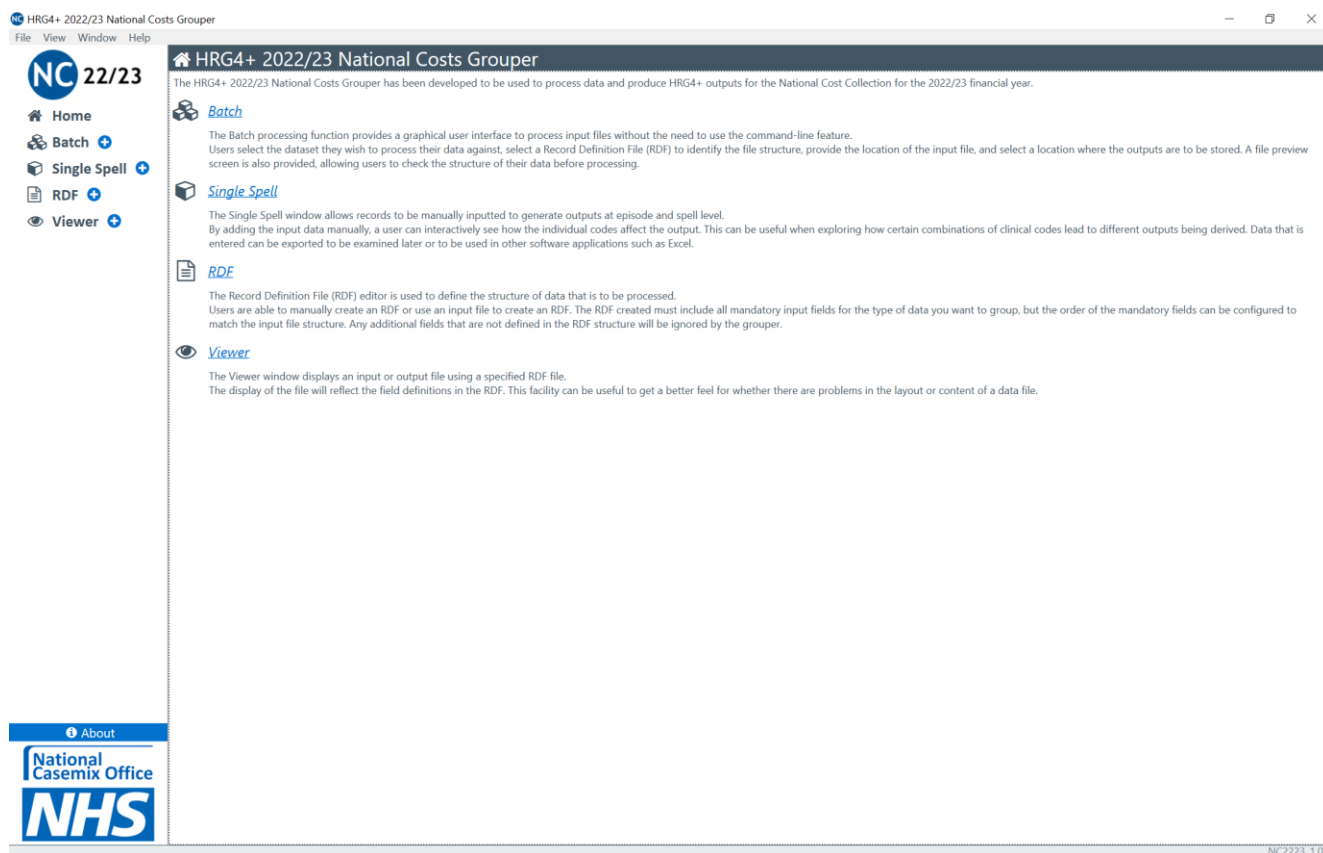 NC HRG4+ 2022/23 National Costs Grouper
File View Window Help
NC 22/23
Home
Batch
Single Spell
RDF
Viewer
HRG4+ 2022/23 National Costs Grouper
The HRG4+ 2022/23 National Costs Grouper has been developed to be used to process data and produce HRG4+ outputs for the National Cost Collection for the 2022/23 financial year.
Batch
The Batch processing function provides a graphical user interface to process input files without the need to use the command-line feature.
Users select the dataset they wish to process their data against, select a Record Definition File (RDF) to identify the file structure, provide the location of the input file, and select a location where the outputs are to be stored. A file preview
screen is also provided, allowing users to check the structure of their data before processing.
Single Spell
The Single Spell window allows records to be manually inputted to generate outputs at episode and spell level.
By adding the input data manually, a user can interactively see how the individual codes affect the output. This can be useful when exploring how certain combinations of clinical codes lead to different outputs being derived. Data that is
entered can be exported to be examined later or to be used in other software applications such as Excel.
RDF
The Record Definition File (RDF) editor is used to define the structure of data that is to be processed.
Users are able to manually create an RDF or use an input file to create an RDF. The RDF created must include all mandatory input fields for the type of data you want to group, but the order of the mandatory fields can be configured to
match the input file structure. Any additional fields that are not defined in the RDF structure will be ignored by the grouper.
Viewer
The Viewer window displays an input or output file using a specified RDF file.
The display of the file will reflect the field definitions in the RDF. This facility can be useful to get a better feel for whether there are problems in the layout or content of a data file.
About
National
Casemix Office
NHS
NC2223_1.0